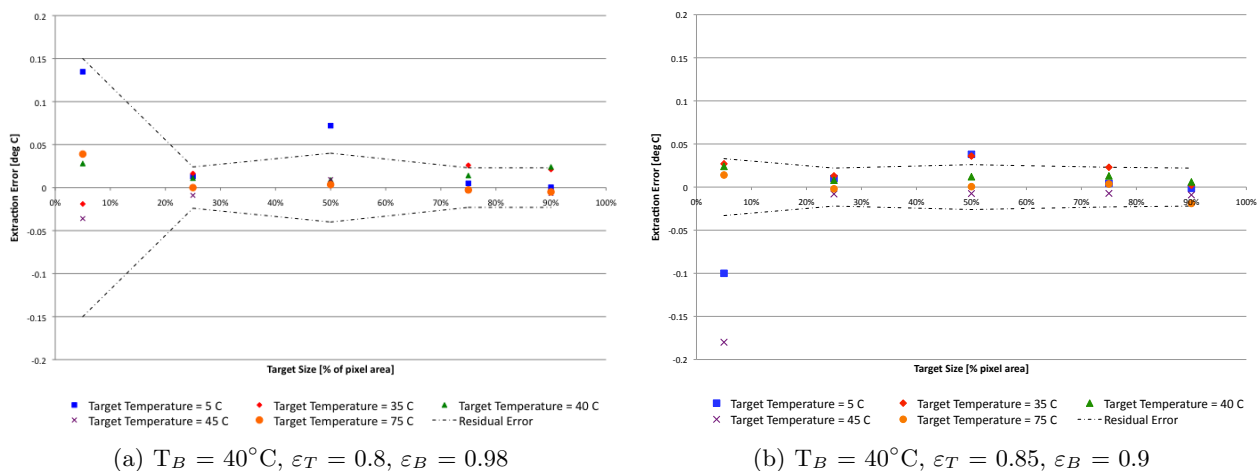 0.2
0.15
0.1
0.05
0
-0.05
-0.1
-0.15
-0.2
0% 10% 20% 30% 40% 50% 60% 70% 80% 90% 100%
Extraction Error [deg C]
Target Size [% of pixel area]
Target Temperature = 5 C Target Temperature = 35 C Target Temperature = 40 C
Target Temperature = 45 C Target Temperature = 75 C Residual Error
(a) T_B = 40°C, ε_T = 0.8, ε_B = 0.98
0.2
0.15
0.1
0.05
0
-0.05
-0.1
-0.15
-0.2
0% 10% 20% 30% 40% 50% 60% 70% 80% 90% 100%
Extraction Error [deg C]
Target Size [% pixel area]
Target Temperature = 5 C Target Temperature = 35 C Target Temperature = 40 C
Target Temperature = 45 C Target Temperature = 75 C Residual Error
(b) T_B = 40°C, ε_T = 0.85, ε_B = 0.9